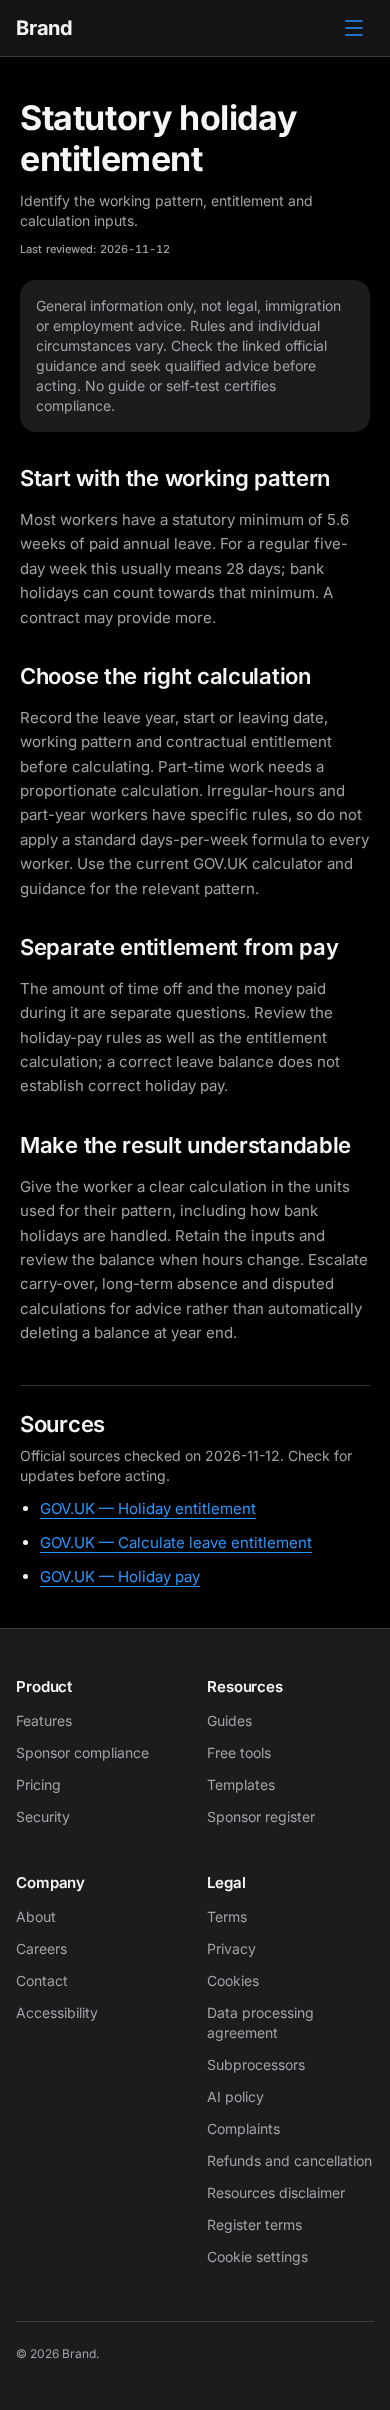 Brand
Statutory holiday
entitlement
Identify the working pattern, entitlement and
calculation inputs.
Last reviewed: 2026-11-12
General information only, not legal, immigration
or employment advice. Rules and individual
circumstances vary. Check the linked official
guidance and seek qualified advice before
acting. No guide or self-test certifies
compliance.
Start with the working pattern
Most workers have a statutory minimum of 5.6
weeks of paid annual leave. For a regular five-
day week this usually means 28 days; bank
holidays can count towards that minimum. A
contract may provide more.
Choose the right calculation
Record the leave year, start or leaving date,
working pattern and contractual entitlement
before calculating. Part-time work needs a
proportionate calculation. Irregular-hours and
part-year workers have specific rules, so do not
apply a standard days-per-week formula to every
worker. Use the current GOV.UK calculator and
guidance for the relevant pattern.
Separate entitlement from pay
The amount of time off and the money paid
during it are separate questions. Review the
holiday-pay rules as well as the entitlement
calculation; a correct leave balance does not
establish correct holiday pay.
Make the result understandable
Give the worker a clear calculation in the units
used for their pattern, including how bank
holidays are handled. Retain the inputs and
review the balance when hours change. Escalate
carry-over, long-term absence and disputed
calculations for advice rather than automatically
deleting a balance at year end.
Sources
Official sources checked on 2026-11-12. Check for
updates before acting.
GOV.UK — Holiday entitlement
GOV.UK — Calculate leave entitlement
GOV.UK — Holiday pay
Product
Features
Sponsor compliance
Pricing
Security
Resources
Guides
Free tools
Templates
Sponsor register
Company
About
Careers
Contact
Accessibility
Legal
Terms
Privacy
Cookies
Data processing
agreement
Subprocessors
AI policy
Complaints
Refunds and cancellation
Resources disclaimer
Register terms
Cookie settings
© 2026 Brand.